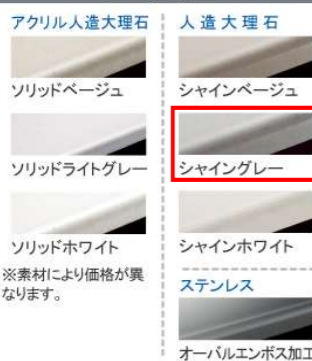 アクリル人造大理石
ソリッドベージュ
ソリッドライトグレー
ソリッドホワイト
※素材により価格が異
なります。
人造大理石
シャインベージュ
シャイングレー
シャインホワイト
ステンレス
オーバルエンボス加工